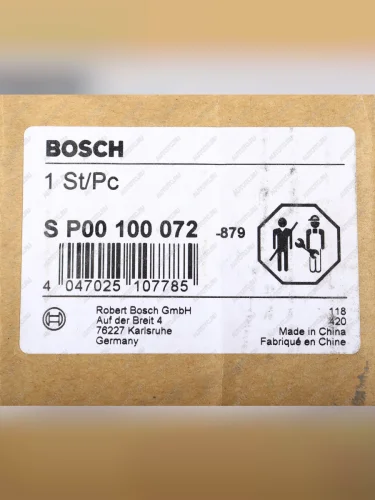 BOSCH
1 St/Pc
S P00 100 072 -879
4 047025 107785
Robert Bosch GmbH
Auf der Breit 4
76227 Karlsruhe
Germany
118
420
Made in China
Fabriqué en Chine